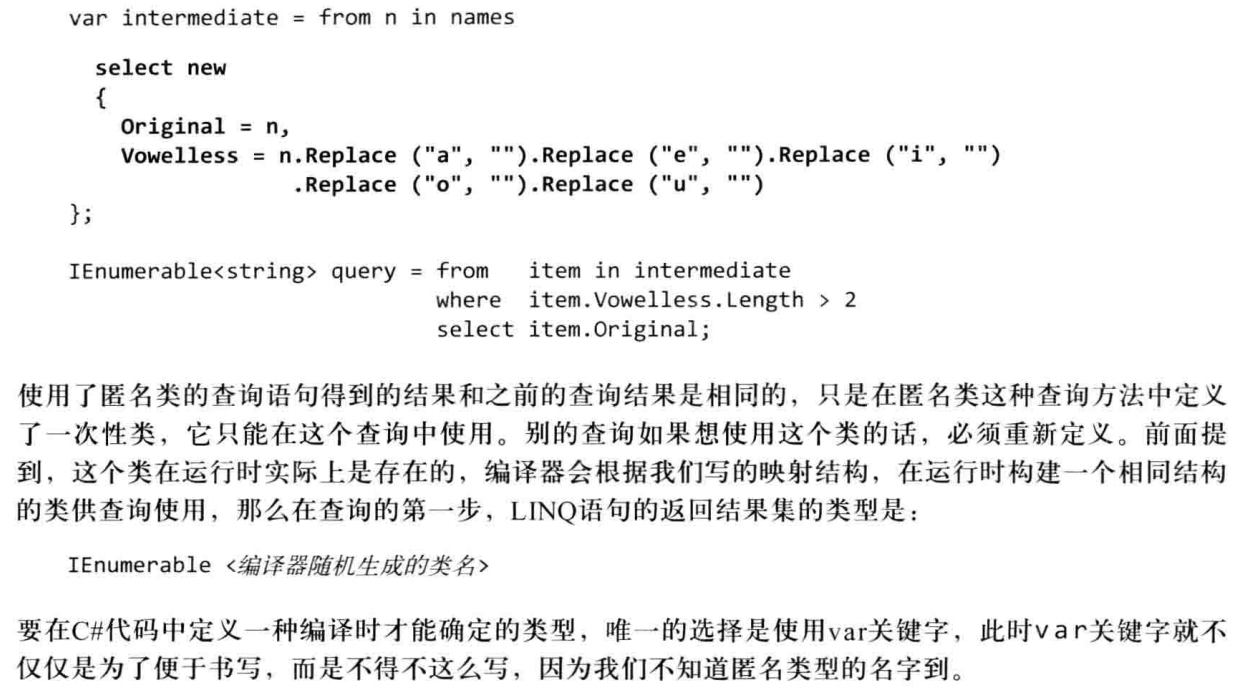 var intermediate = from n in names
select new
{
Original = n,
Vowelless = n.Replace ("a", "").Replace ("e", "").Replace ("i", "")
.Replace ("o", "").Replace ("u", "")
};
IEnumerable<string> query = from item in intermediate
where item.Vowelless.Length > 2
select item.Original;
使用了匿名类的查询语句得到的结果和之前的查询结果是相同的，只是在匿名类这种查询方法中定义
了一次性类，它只能在这个查询中使用。别的查询如果想使用这个类的话，必须重新定义。前面提
到，这个类在运行时实际上是存在的，编译器会根据我们写的映射结构，在运行时构建一个相同结构
的类供查询使用，那么在查询的第一步，LINQ语句的返回结果集的类型是：
IEnumerable <编译器随机生成的类名>
要在C#代码中定义一种编译时才能确定的类型，唯一的选择是使用var关键字，此时var关键字就不
仅仅是为了便于书写，而是不得不这么写，因为我们不知道匿名类型的名字到。